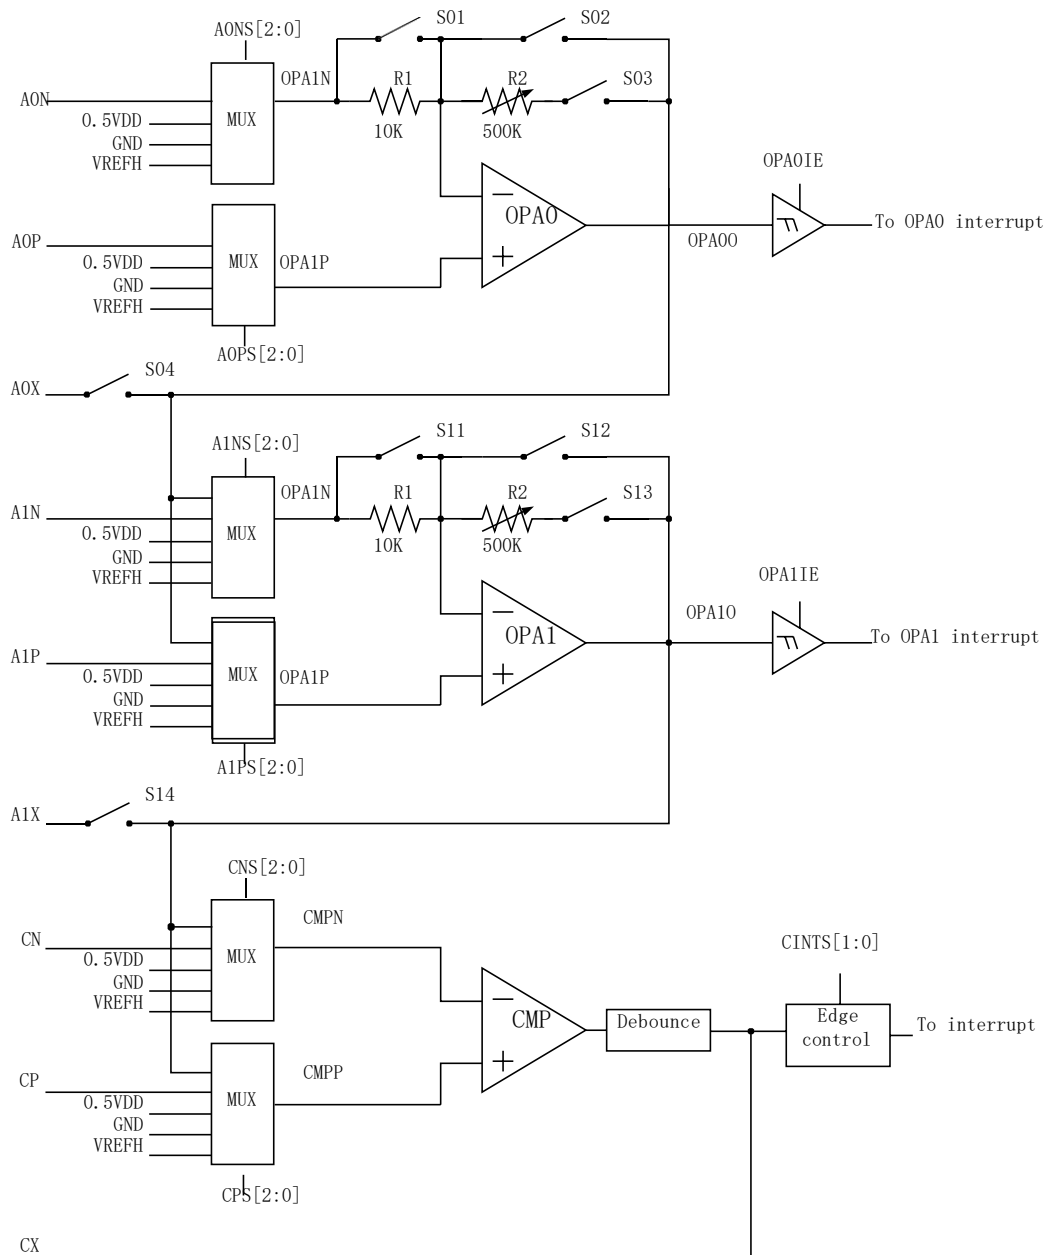 A0NS[2:0]
S01
S02
OPA1N
R1
R2
S03
A0N
MUX
10K
500K
0.5VDD
GND
VREFH
OPA0IE
OPA0
To OPA0 interrupt
OPA0O
A0P
MUX
OPA1P
0.5VDD
GND
VREFH
A0PS[2:0]
S04
A0X
A1NS[2:0]
S11
S12
OPA1N
R1
R2
S13
A1N
MUX
10K
500K
0.5VDD
GND
VREFH
OPA1IE
OPA1
OPA1O
To OPA1 interrupt
A1P
MUX
OPA1P
0.5VDD
GND
VREFH
A1PS[2:0]
S14
A1X
CNS[2:0]
CMPN
CN
MUX
0.5VDD
GND
VREFH
CINTS[1:0]
CMP
Debounce
Edge
control
To interrupt
CP
MUX
CMPP
0.5VDD
GND
VREFH
CPS[2:0]
CX